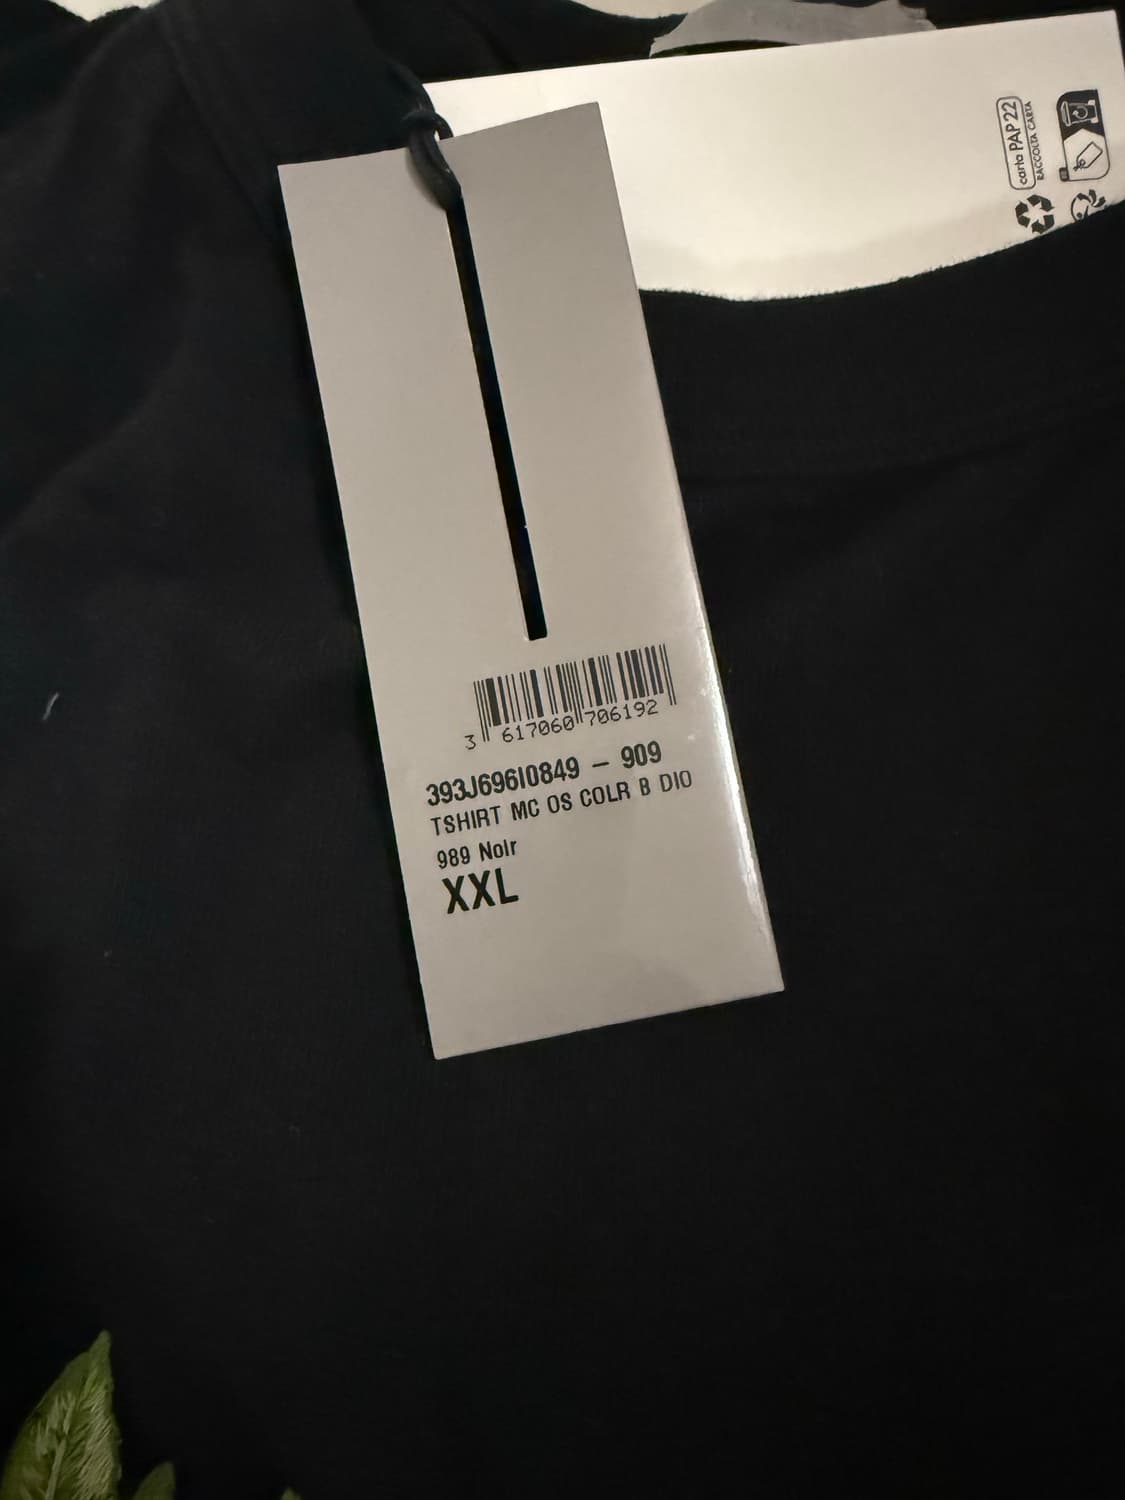 carta PAP 22
RACCOLTA CARTA
3 617060 706192
393J696I0849 - 909
TSHIRT MC OS COLR B DIO
989 Noir
XXL